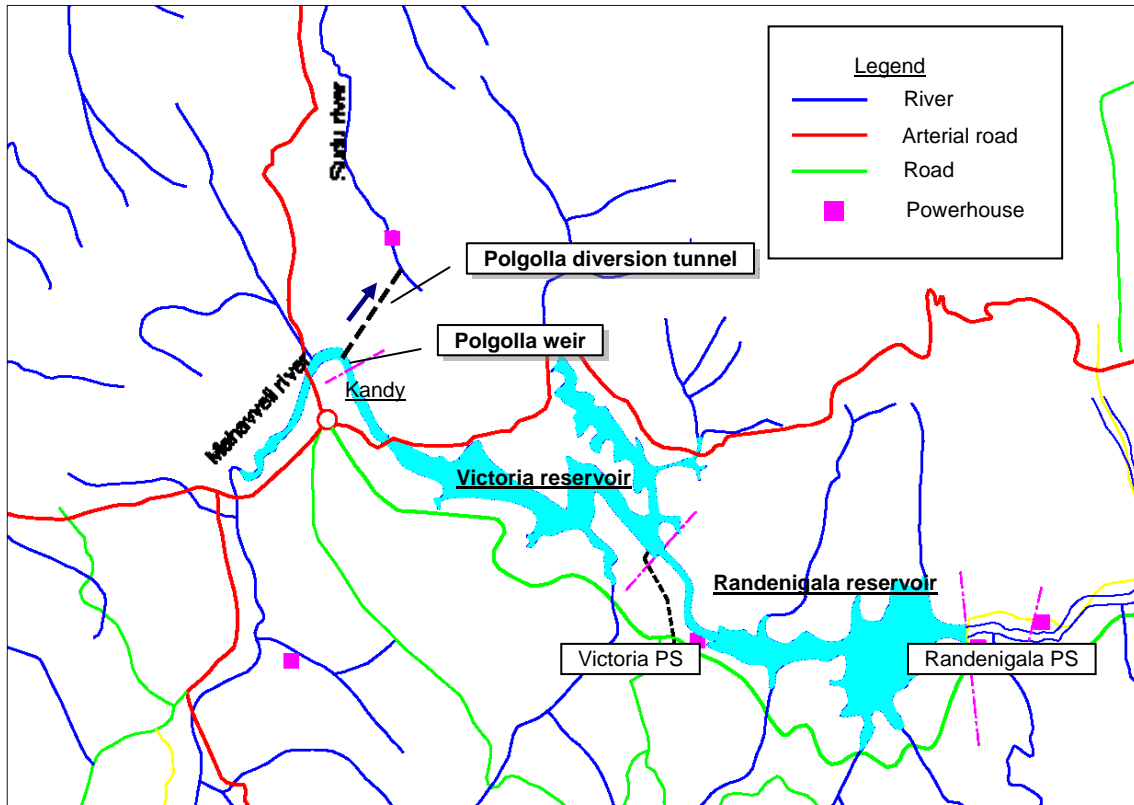 Legend
River
Arterial road
Road
Powerhouse
Sudu river
Polgolla diversion tunnel
Polgolla weir
Kandy
Mahaweli river
Victoria reservoir
Randenigala reservoir
Victoria PS
Randenigala PS